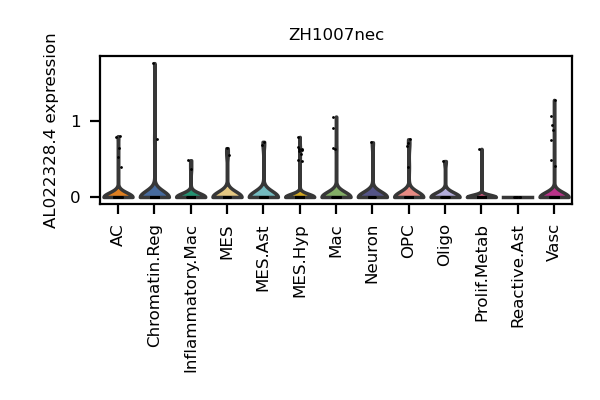 ZH1007nec
AL022328.4 expression
1
0
AC
Chromatin.Reg
Inflammatory.Mac
MES
MES.Ast
MES.Hyp
Mac
Neuron
OPC
Oligo
Prolif.Metab
Reactive.Ast
Vasc